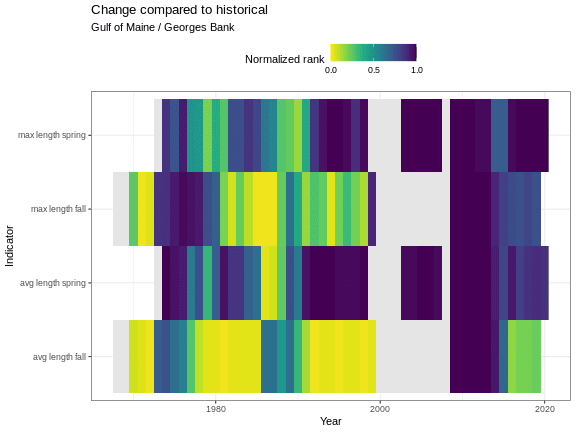 Change compared to historical
Gulf of Maine / Georges Bank
Normalized rank
0.0 0.5 1.0
max length spring
max length fall
avg length spring
avg length fall
Indicator
1980 2000 2020
Year